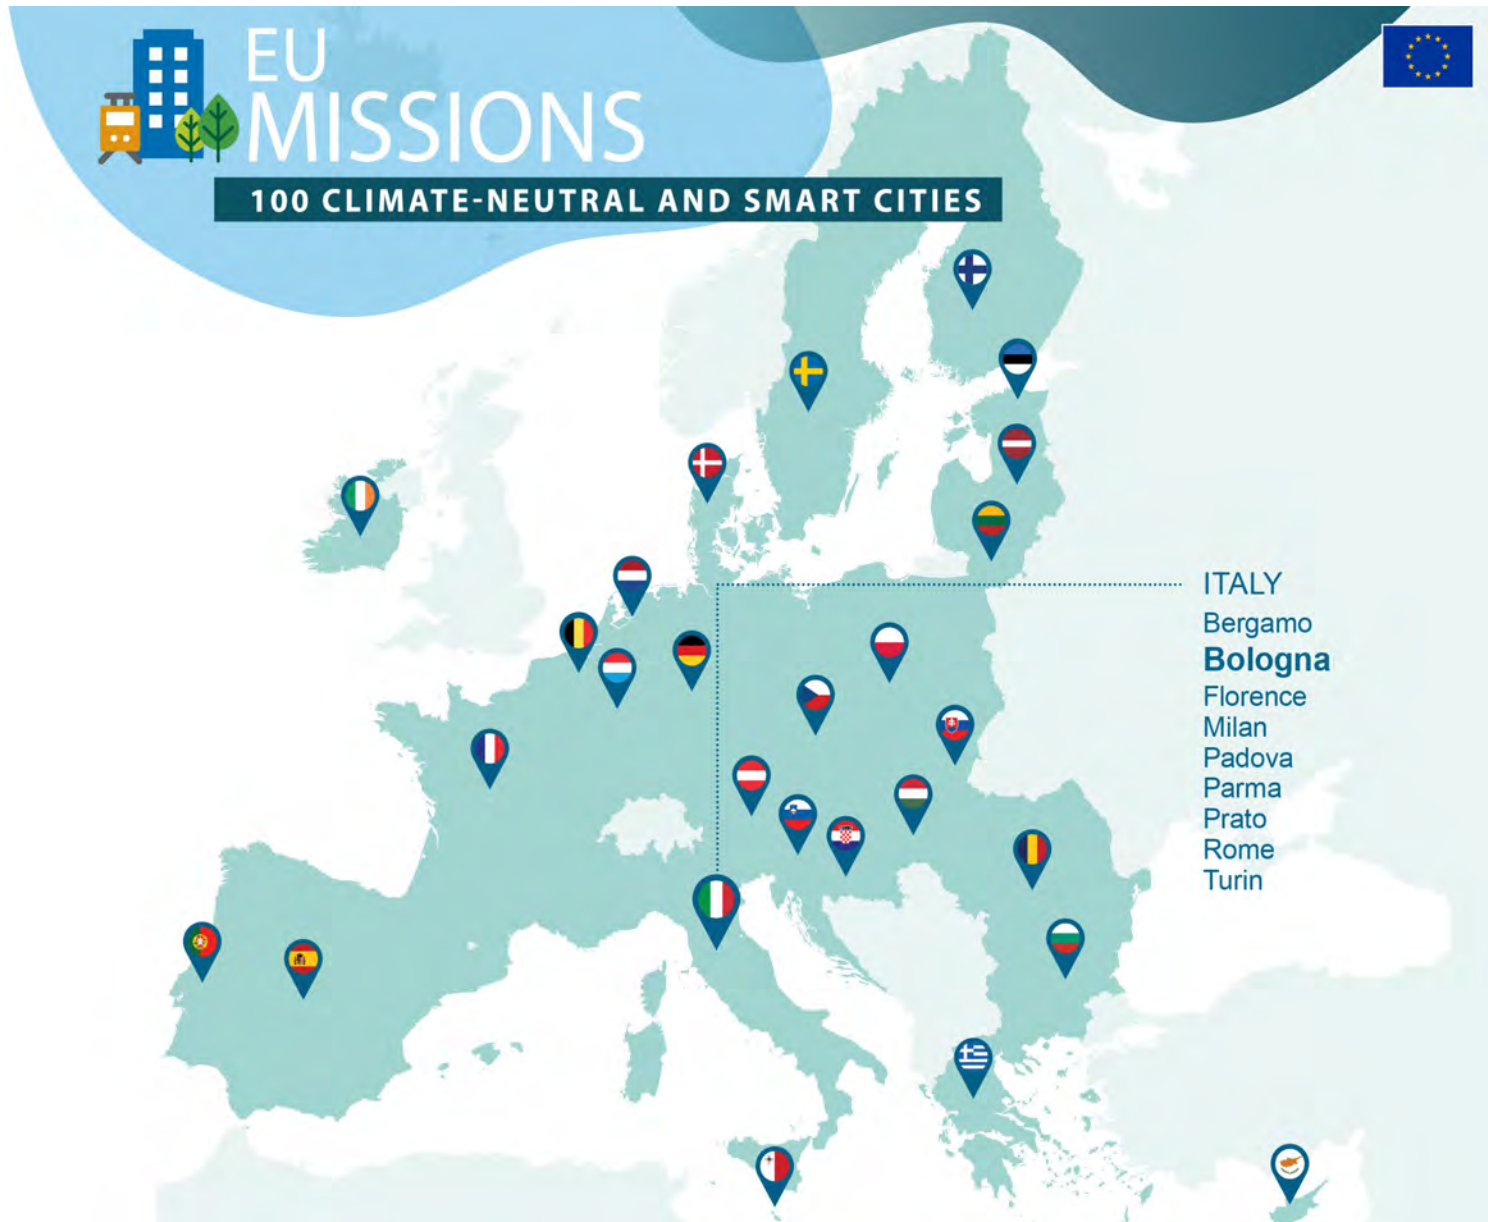 EU
MISSIONS
100 CLIMATE-NEUTRAL AND SMART CITIES
ITALY
Bergamo
Bologna
Florence
Milan
Padova
Parma
Prato
Rome
Turin